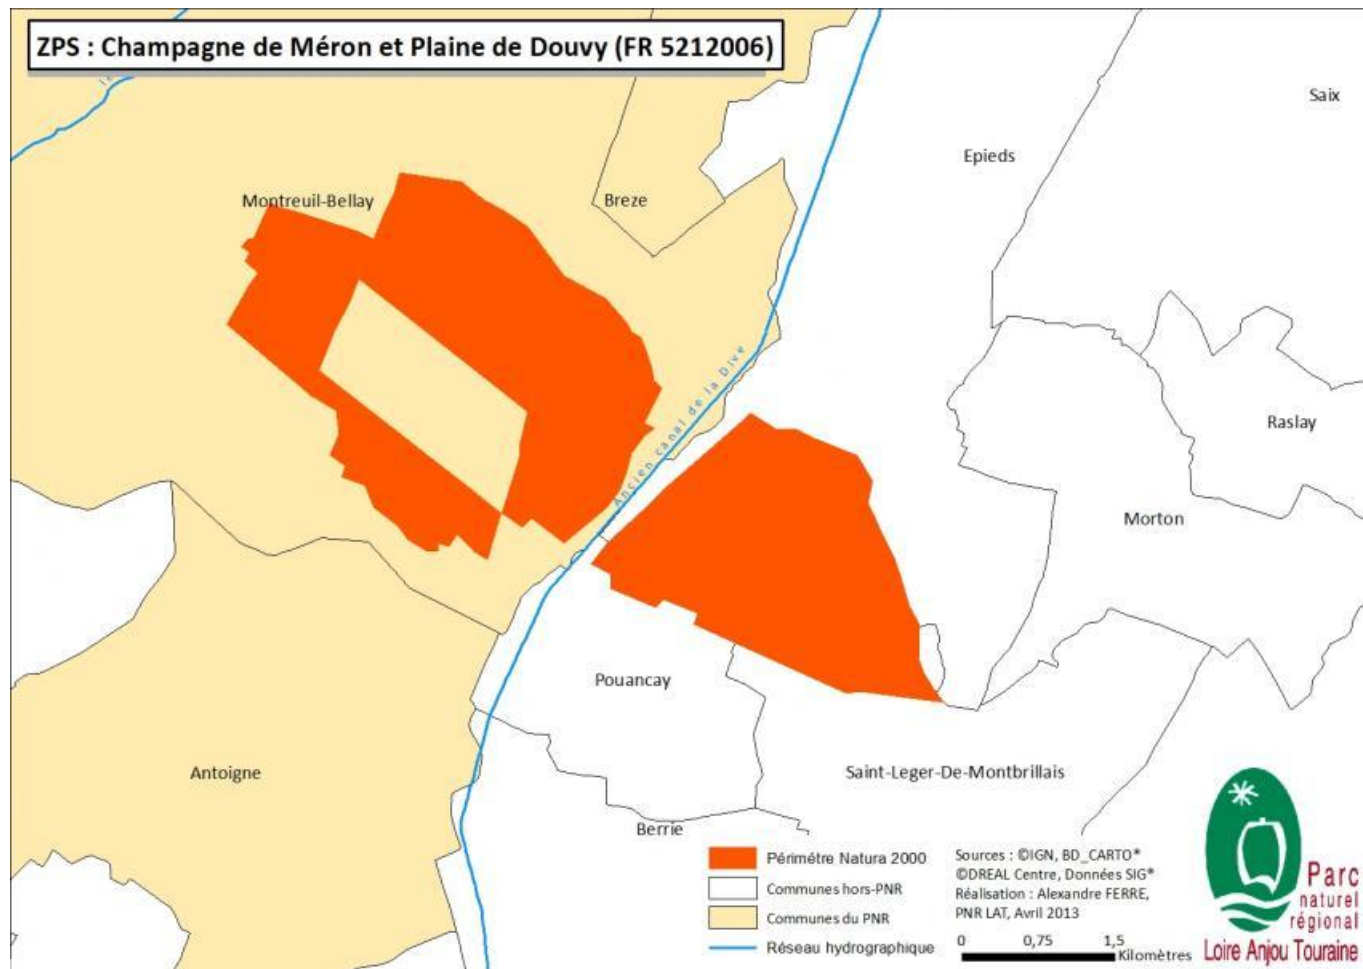 ZPS : Champagne de Méron et Plaine de Douvy (FR 5212006)
Saix
Epieds
Montreuil-Bellay
Breze
Ancien canal de la Dive
Raslay
Morton
Pouancay
Antoigne
Saint-Leger-De-Montbrillais
Berrie
Périmétre Natura 2000
Communes hors-PNR
Communes du PNR
Réseau hydrographique
Sources : ©IGN, BD_CARTO®
©DREAL Centre, Données SIG®
Réalisation : Alexandre FERRE,
PNR LAT, Avril 2013
0 0,75 1,5
Kilomètres
Parc
naturel
régional
Loire Anjou Touraine